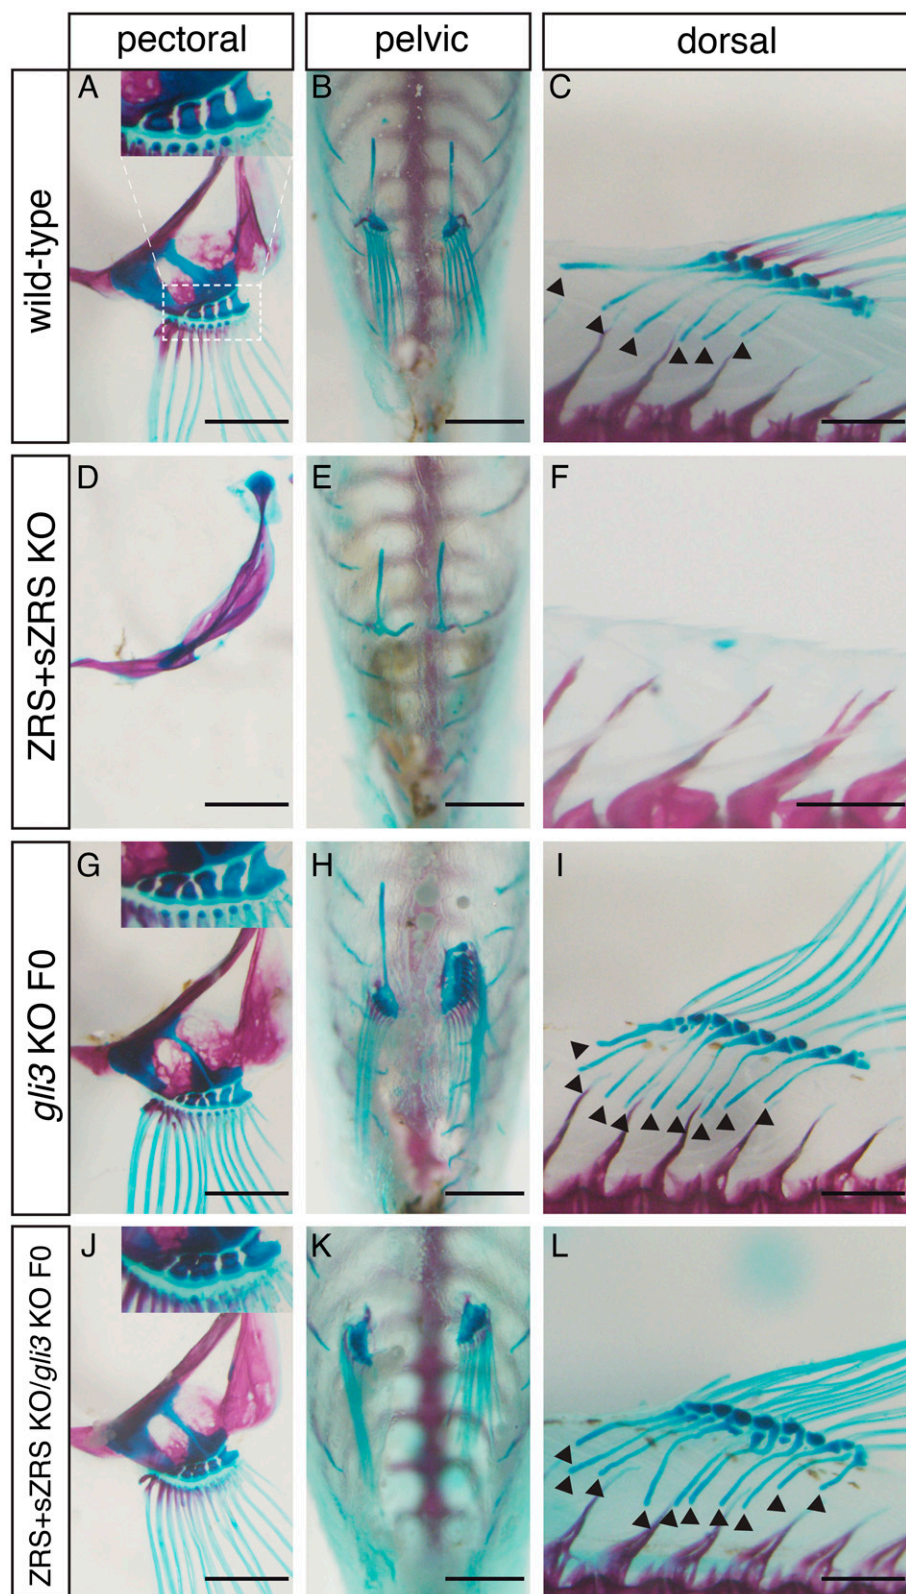 pectoral
pelvic
dorsal
wild-type
A
B
C
ZRS+sZRS KO
D
E
F
gli3 KO F0
G
H
I
ZRS+sZRS KO/gli3 KO F0
J
K
L